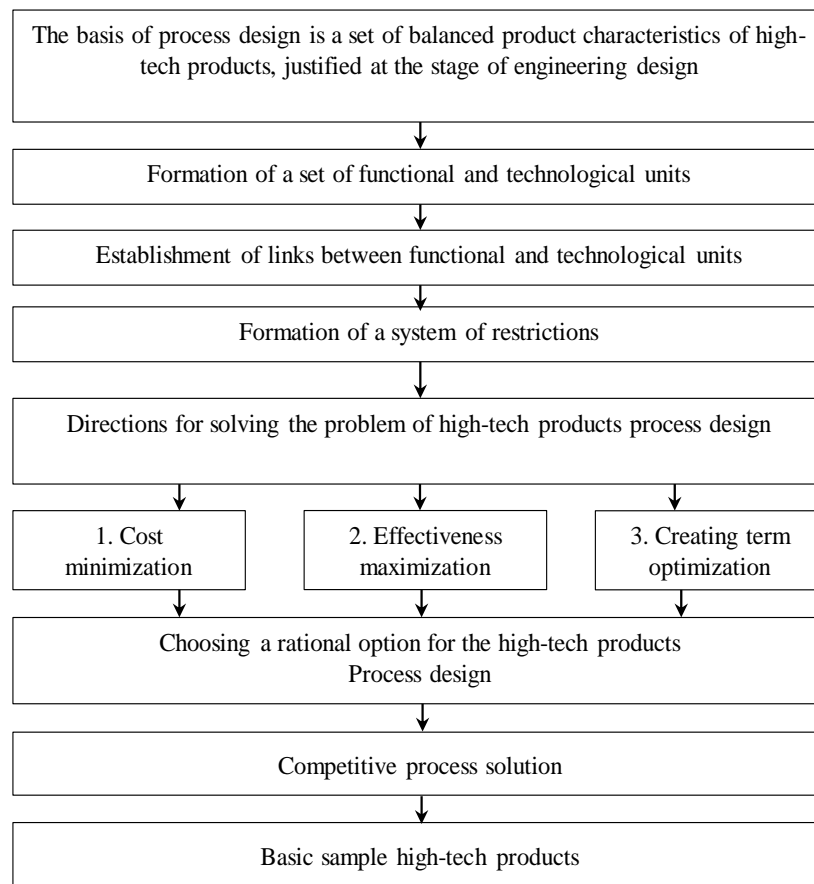 The basis of process design is a set of balanced product characteristics of high-
tech products, justified at the stage of engineering design
Formation of a set of functional and technological units
Establishment of links between functional and technological units
Formation of a system of restrictions
Directions for solving the problem of high-tech products process design
1. Cost
minimization
2. Effectiveness
maximization
3. Creating term
optimization
Choosing a rational option for the high-tech products
Process design
Competitive process solution
Basic sample high-tech products